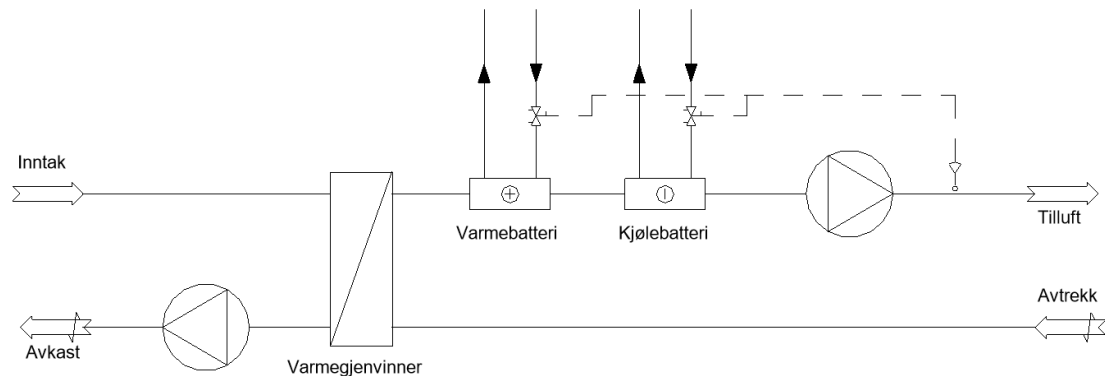 Inntak
Varmebatteri
Kjølebatteri
Tilluft
Avtrekk
Avkast
Varmegjenvinner